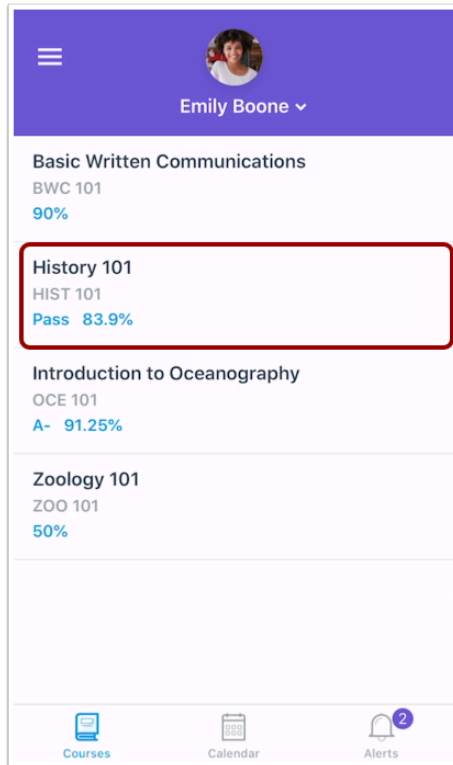 Emily Boone
Basic Written Communications
BWC 101
90%
History 101
HIST 101
Pass 83.9%
Introduction to Oceanography
OCE 101
A- 91.25%
Zoology 101
ZOO 101
50%
2
Courses Calendar Alerts